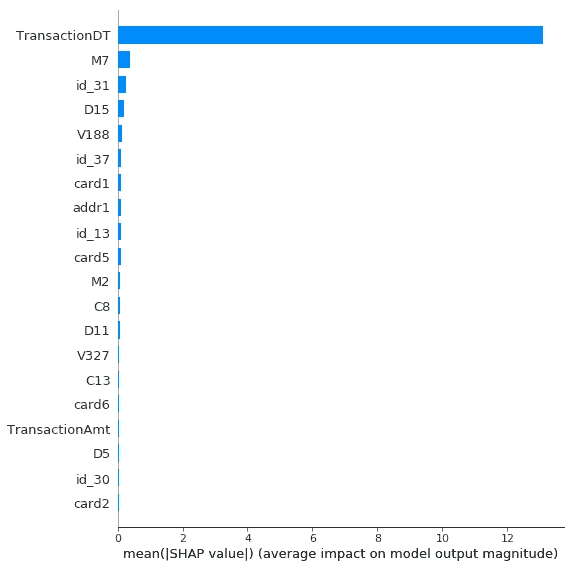 TransactionDT
M7
id_31
D15
V188
id_37
card1
addr1
id_13
card5
M2
C8
D11
V327
C13
card6
TransactionAmt
D5
id_30
card2
0 2 4 6 8 10 12
mean(|SHAP value|) (average impact on model output magnitude)